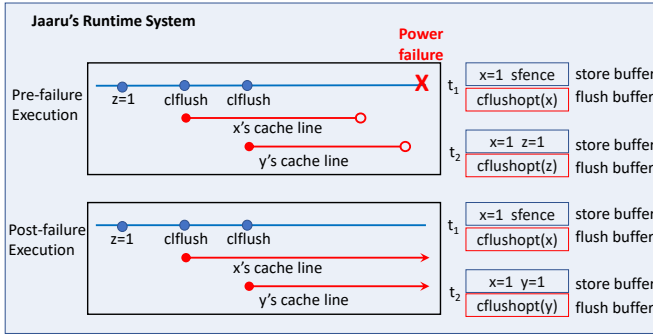 Jaaru's Runtime System
Power
failure
Pre-failure
Execution
X
z=1 clflush clflush
x's cache line
y's cache line
t1 x=1 sfence store buffer
cflushopt(x) flush buffer
t2 x=1 z=1 store buffer
cflushopt(z) flush buffer
Post-failure
Execution
z=1 clflush clflush
x's cache line
y's cache line
t1 x=1 sfence store buffer
cflushopt(x) flush buffer
t2 x=1 y=1 store buffer
cflushopt(y) flush buffer